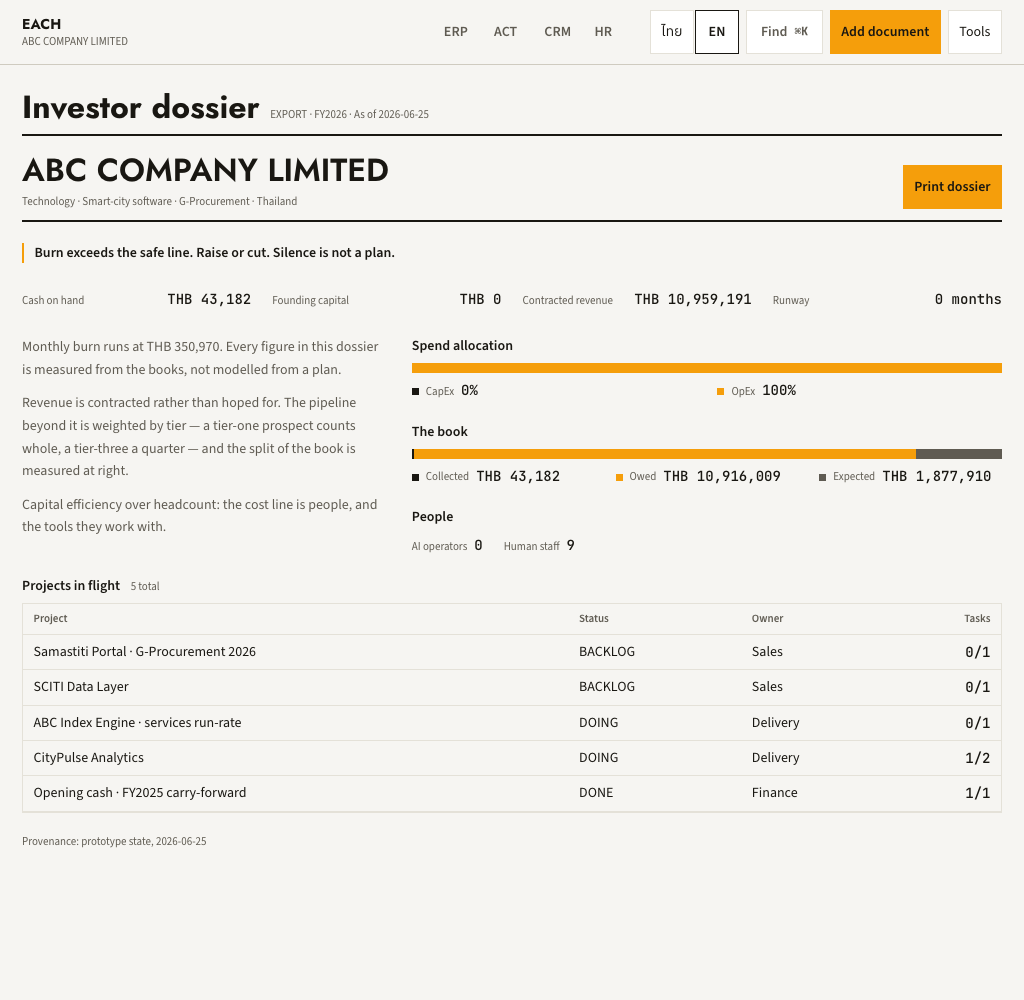 EACH
ABC COMPANY LIMITED
ERP ACT CRM HR
ไทย EN Find ⌘K Add document Tools
Investor dossier EXPORT · FY2026 · As of 2026-06-25
ABC COMPANY LIMITED
Technology · Smart-city software · G-Procurement · Thailand
Print dossier
Burn exceeds the safe line. Raise or cut. Silence is not a plan.
Cash on hand THB 43,182 Founding capital THB 0 Contracted revenue THB 10,959,191 Runway 0 months
Monthly burn runs at THB 350,970. Every figure in this dossier
is measured from the books, not modelled from a plan.
Revenue is contracted rather than hoped for. The pipeline
beyond it is weighted by tier — a tier-one prospect counts
whole, a tier-three a quarter — and the split of the book is
measured at right.
Capital efficiency over headcount: the cost line is people, and
the tools they work with.
Spend allocation
CapEx 0% OpEx 100%
The book
Collected THB 43,182 Owed THB 10,916,009 Expected THB 1,877,910
People
AI operators 0 Human staff 9
Projects in flight 5 total
Project Status Owner Tasks
Samastiti Portal · G-Procurement 2026 BACKLOG Sales 0/1
SCITI Data Layer BACKLOG Sales 0/1
ABC Index Engine · services run-rate DOING Delivery 0/1
CityPulse Analytics DOING Delivery 1/2
Opening cash · FY2025 carry-forward DONE Finance 1/1
Provenance: prototype state, 2026-06-25